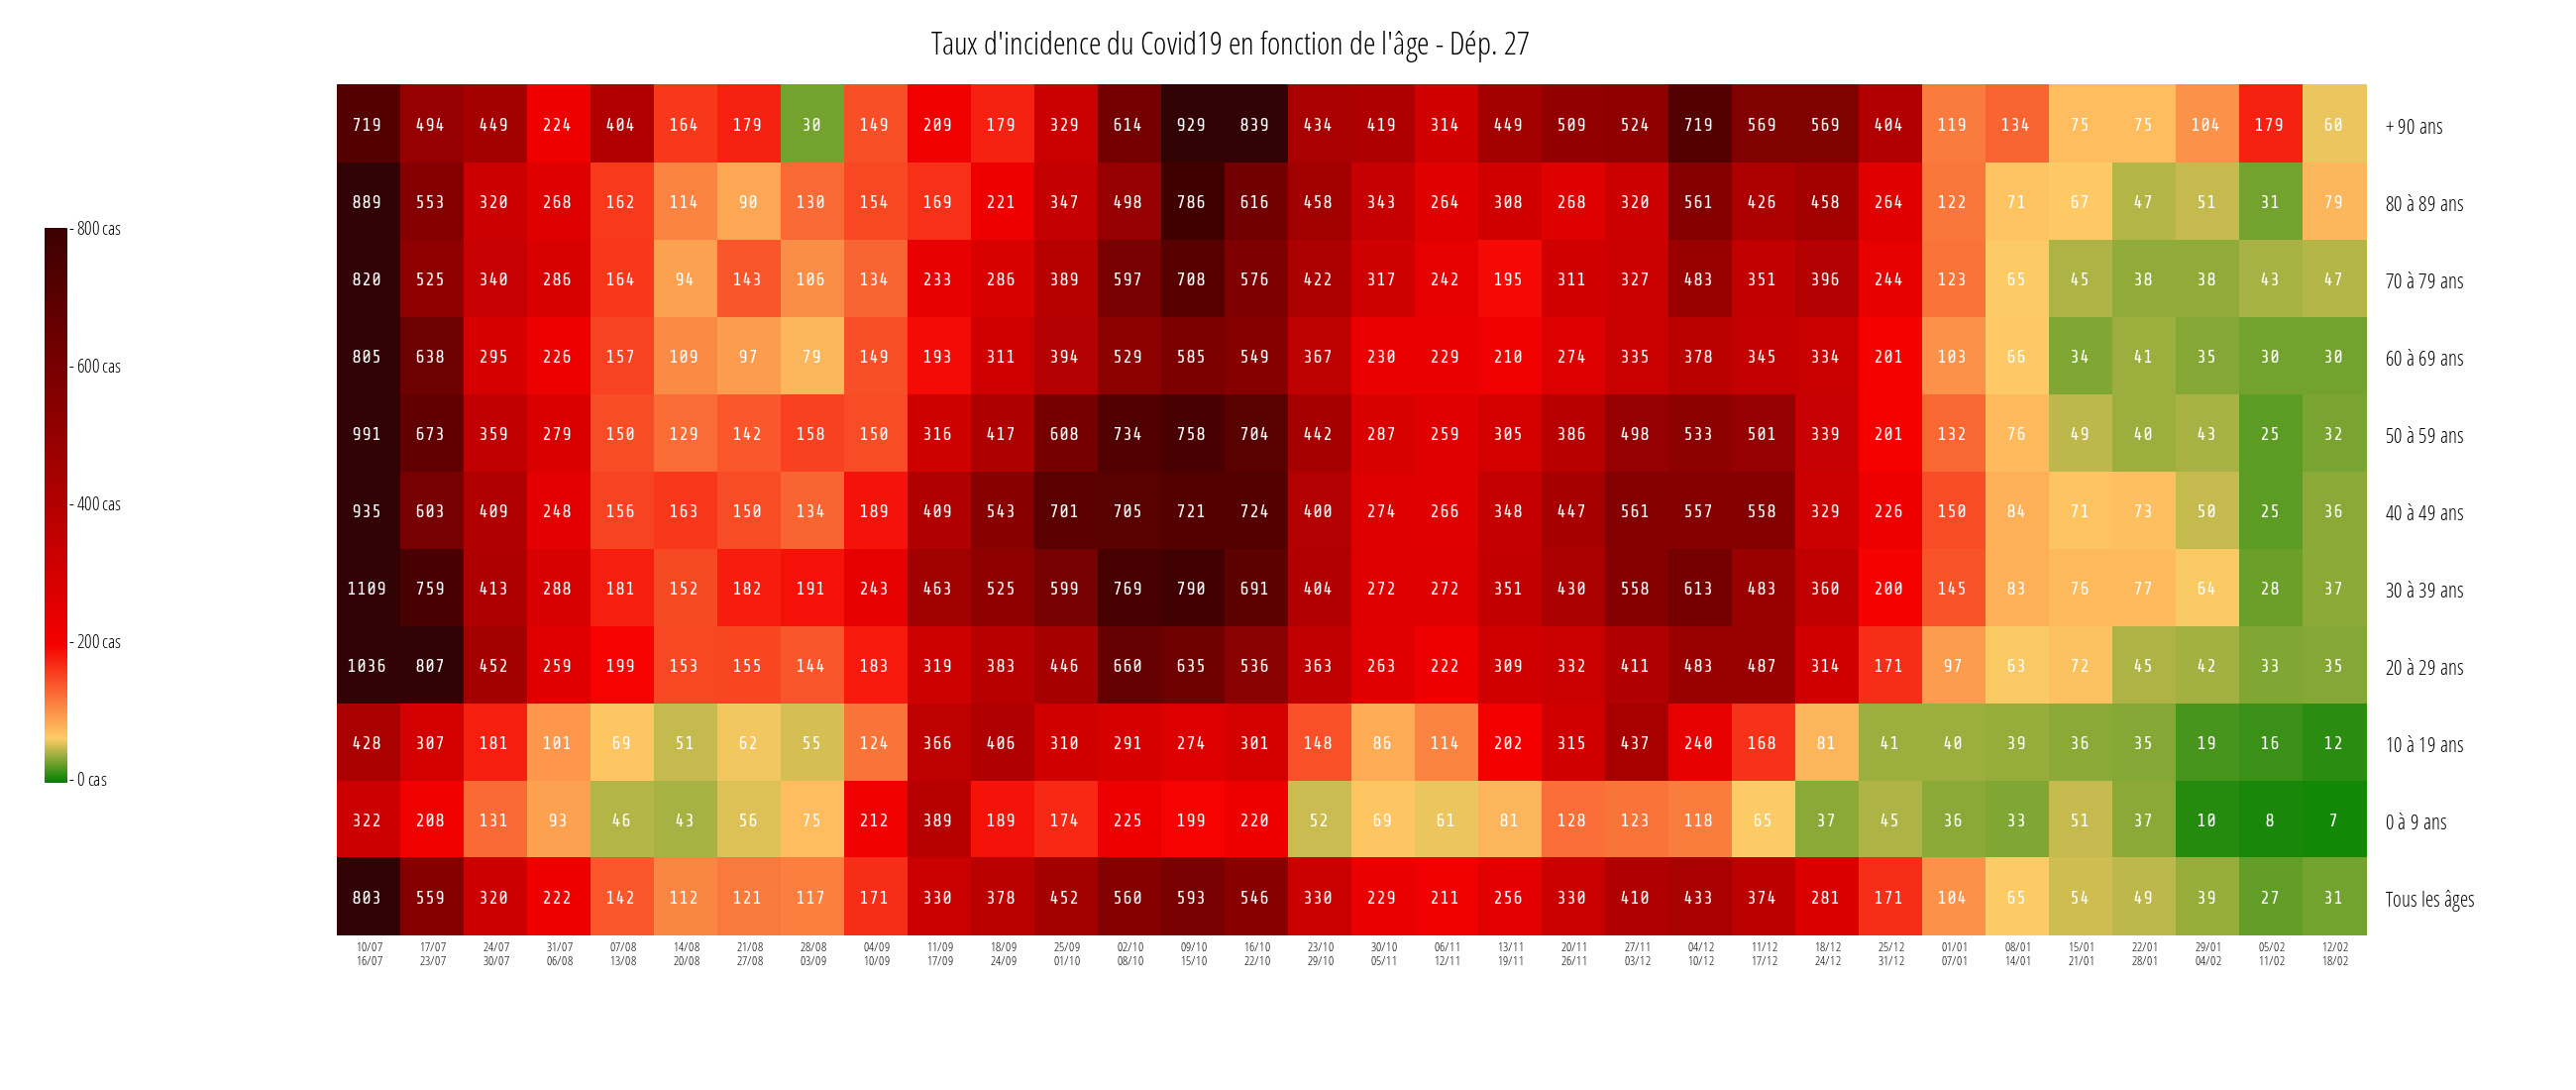 Taux d'incidence du Covid19 en fonction de l'âge - Dép. 27
- 800 cas
- 600 cas
- 400 cas
- 200 cas
- 0 cas
719 494 449 224 404 164 179 30 149 209 179 329 614 929 839 434 419 314 449 509 524 719 569 569 404 119 134 75 75 104 179 60 + 90 ans
889 553 320 268 162 114 90 130 154 169 221 347 498 786 616 458 343 264 308 268 320 561 426 458 264 122 71 67 47 51 31 79 80 à 89 ans
820 525 340 286 164 94 143 106 134 233 286 389 597 708 576 422 317 242 195 311 327 483 351 396 244 123 65 45 38 38 43 47 70 à 79 ans
805 638 295 226 157 109 97 79 149 193 311 394 529 585 549 367 230 229 210 274 335 378 345 334 201 103 66 34 41 35 30 30 60 à 69 ans
991 673 359 279 150 129 142 158 150 316 417 608 734 758 704 442 287 259 305 386 498 533 501 339 201 132 76 49 40 43 25 32 50 à 59 ans
935 603 409 248 156 163 150 134 189 409 543 701 705 721 724 400 274 266 348 447 561 557 558 329 226 150 84 71 73 50 25 36 40 à 49 ans
1109 759 413 288 181 152 182 191 243 463 525 599 769 790 691 404 272 272 351 430 558 613 483 360 200 145 83 76 77 64 28 37 30 à 39 ans
1036 807 452 259 199 153 155 144 183 319 383 446 660 635 536 363 263 222 309 332 411 483 487 314 171 97 63 72 45 42 33 35 20 à 29 ans
428 307 181 101 69 51 62 55 124 366 406 310 291 274 301 148 86 114 202 315 437 240 168 81 41 40 39 36 35 19 16 12 10 à 19 ans
322 208 131 93 46 43 56 75 212 389 189 174 225 199 220 52 69 61 81 128 123 118 65 37 45 36 33 51 37 10 8 7 0 à 9 ans
803 559 320 222 142 112 121 117 171 330 378 452 560 593 546 330 229 211 256 330 410 433 374 281 171 104 65 54 49 39 27 31 Tous les âges
10/07 17/07 24/07 31/07 07/08 14/08 21/08 28/08 04/09 11/09 18/09 25/09 02/10 09/10 16/10 23/10 30/10 06/11 13/11 20/11 27/11 04/12 11/12 18/12 25/12 01/01 08/01 15/01 22/01 29/01 05/02 12/02
16/07 23/07 30/07 06/08 13/08 20/08 27/08 03/09 10/09 17/09 24/09 01/10 08/10 15/10 22/10 29/10 05/11 12/11 19/11 26/11 03/12 10/12 17/12 24/12 31/12 07/01 14/01 21/01 28/01 04/02 11/02 18/02